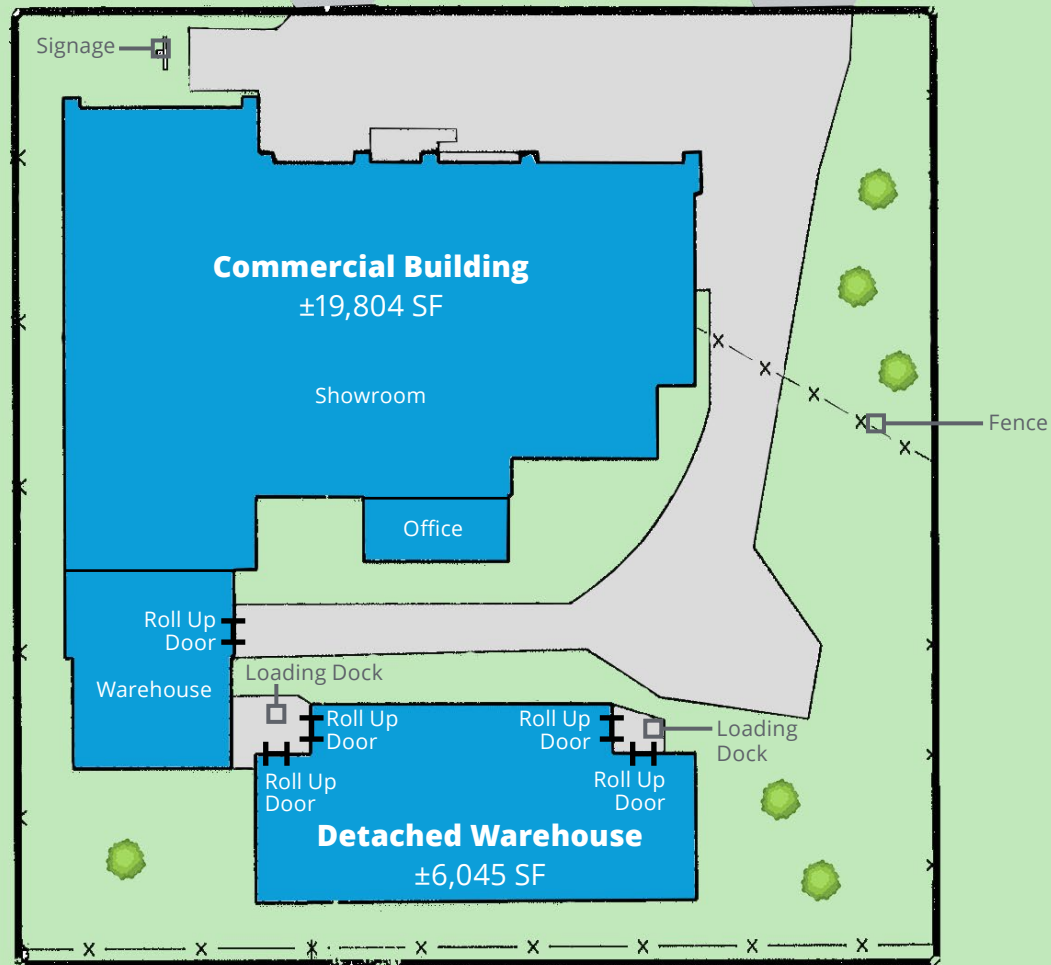 Signage
Commercial Building
±19,804 SF
Showroom
Fence
Office
Roll Up
Door
Warehouse
Loading Dock
Roll Up
Door
Roll Up
Door
Loading
Dock
Roll Up
Door
Roll Up
Door
Detached Warehouse
±6,045 SF